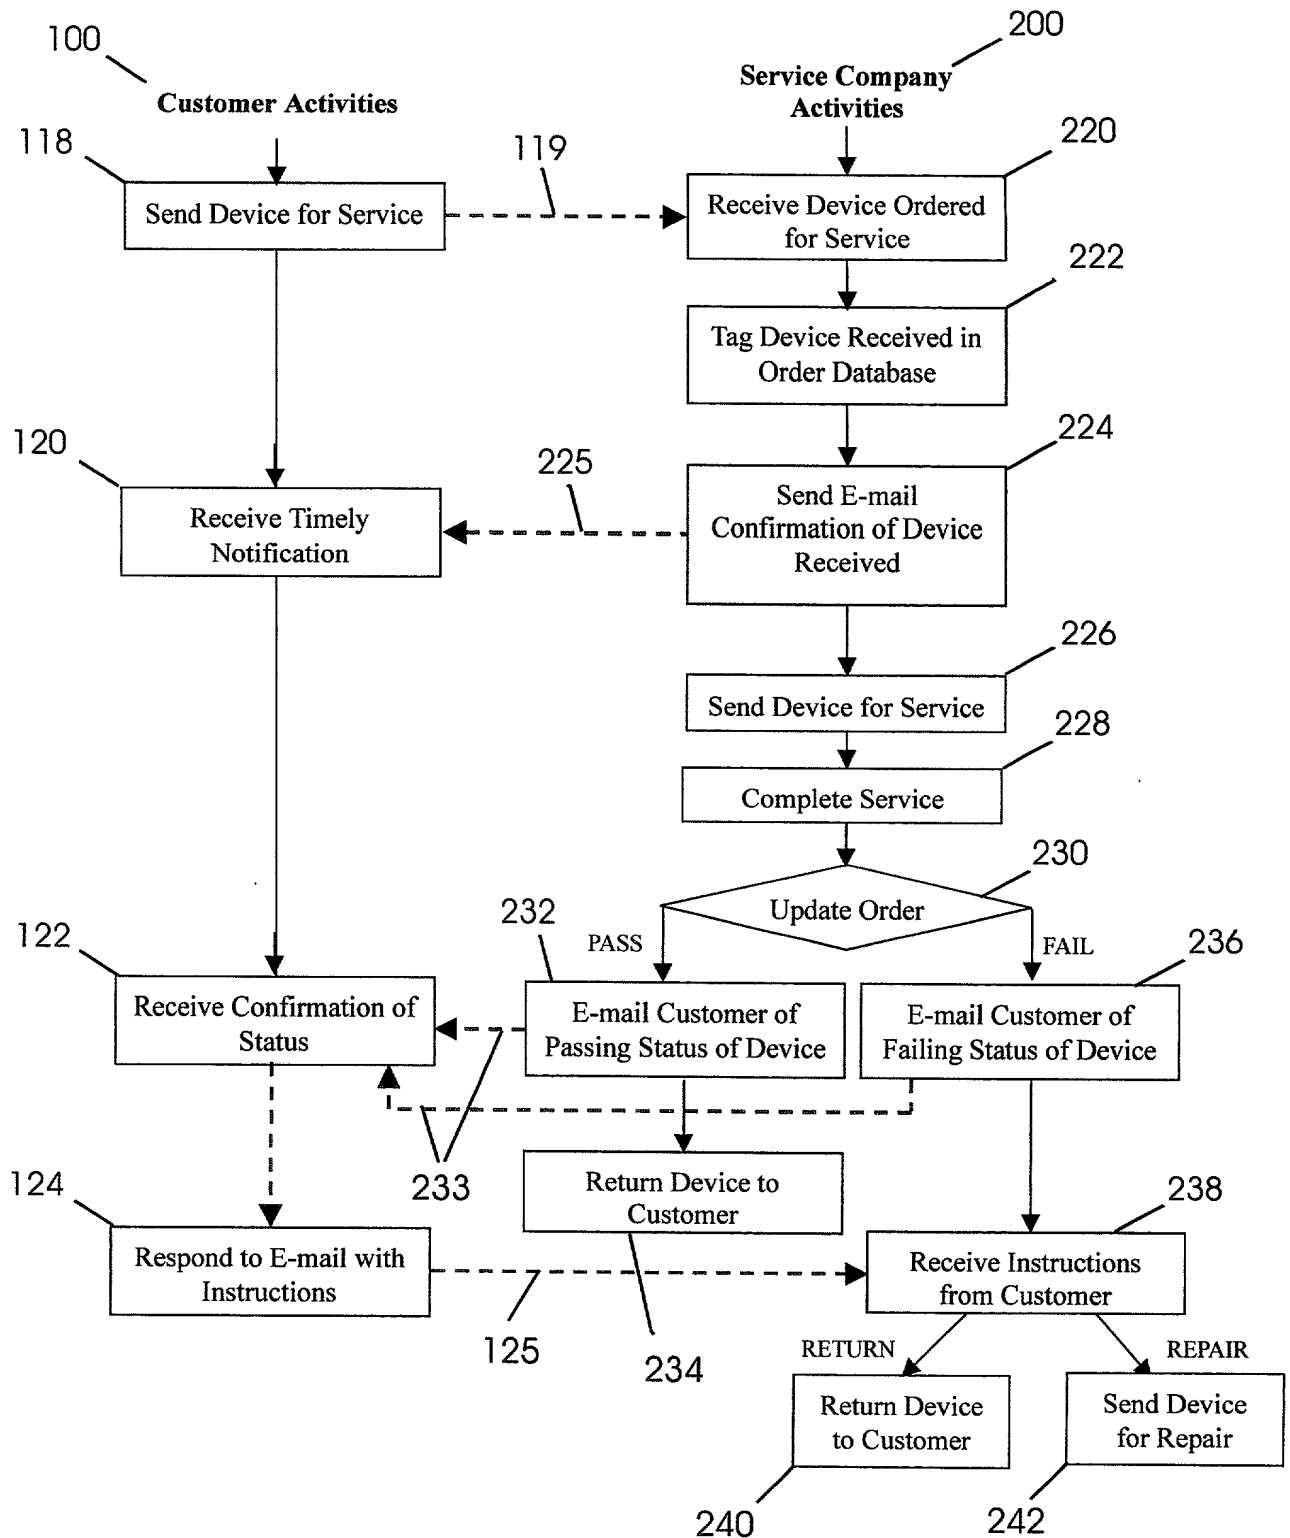 100
200
Customer Activities
Service Company
Activities
118
119
220
Send Device for Service
Receive Device Ordered
for Service
222
Tag Device Received in
Order Database
120
225
224
Receive Timely
Notification
Send E-mail
Confirmation of Device
Received
226
Send Device for Service
228
Complete Service
230
Update Order
122
232
PASS
FAIL
236
Receive Confirmation of
Status
E-mail Customer of
Passing Status of Device
E-mail Customer of
Failing Status of Device
233
124
Return Device to
Customer
238
Respond to E-mail with
Instructions
Receive Instructions
from Customer
125
234
RETURN
REPAIR
Return Device
to Customer
Send Device
for Repair
240
242